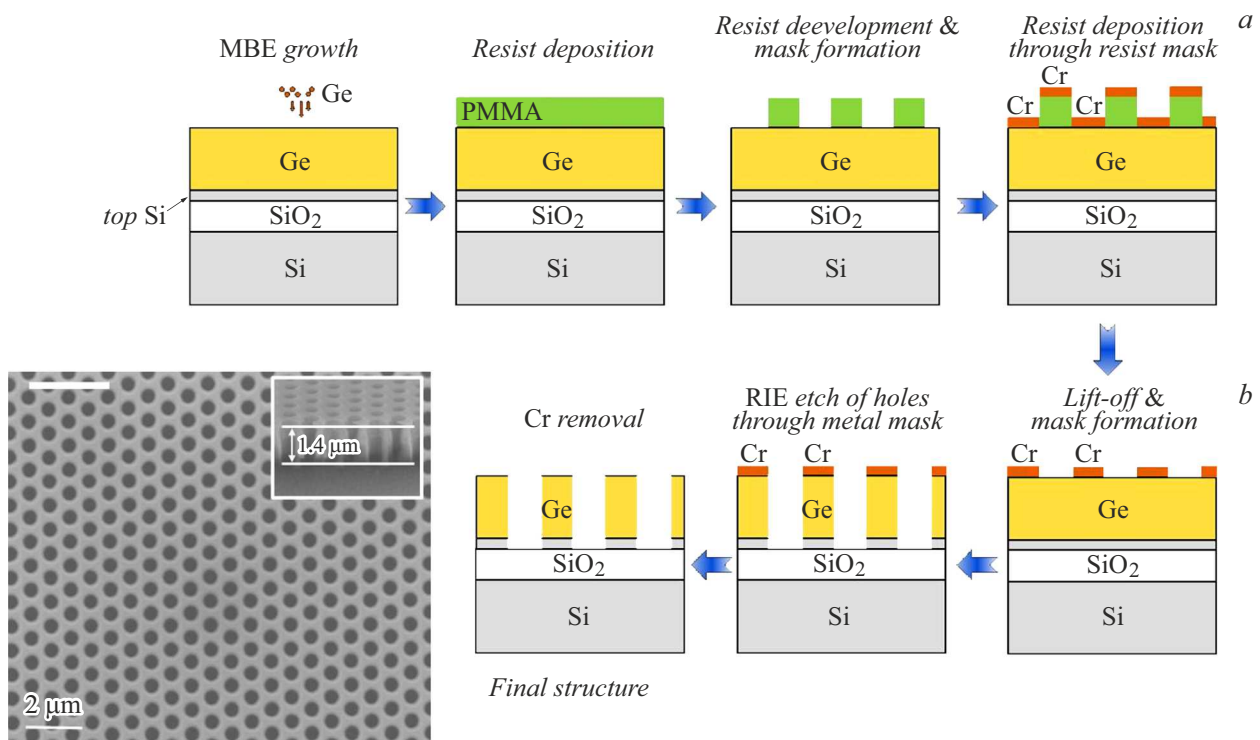 MBE growth
Ge
Ge
top Si
SiO2
Si
Resist deposition
PMMA
Ge
SiO2
Si
Resist deevelopment &
mask formation
Ge
SiO2
Si
Resist deposition
through resist mask
a
Cr
Cr
Cr
Ge
SiO2
Si
1.4 μm
2 μm
Cr removal
Ge
SiO2
Si
Final structure
RIE etch of holes
through metal mask
Cr
Cr
Ge
SiO2
Si
Lift-off &
mask formation
b
Cr
Cr
Ge
SiO2
Si